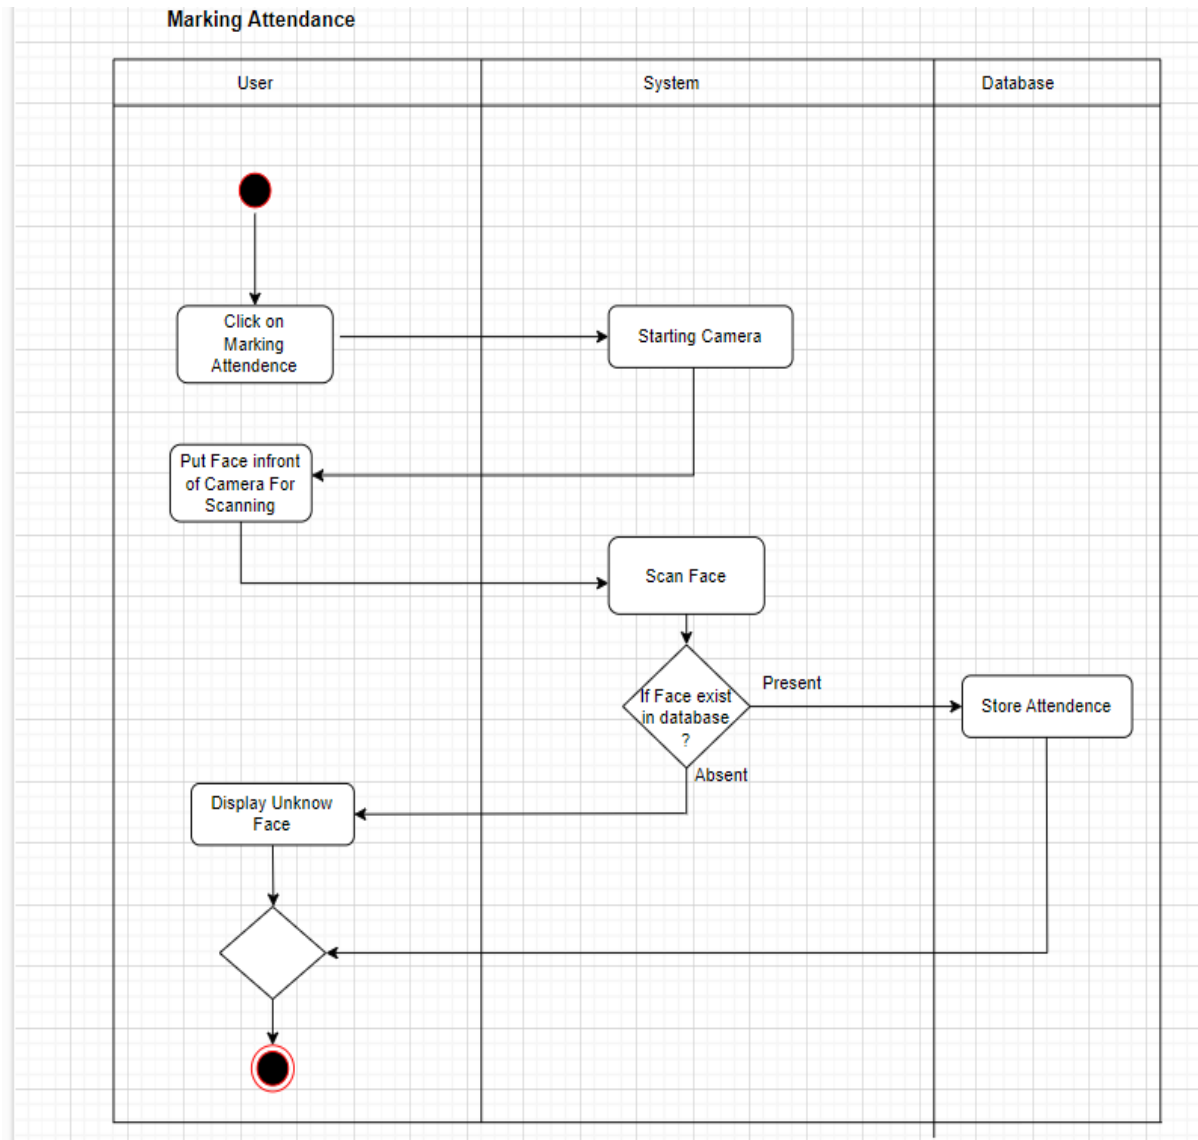 Marking Attendance
User
System
Database
Click on
Marking
Attendence
Starting Camera
Put Face infront
of Camera For
Scanning
Scan Face
If Face exist
in database
?
Present
Store Attendence
Absent
Display Unknow
Face